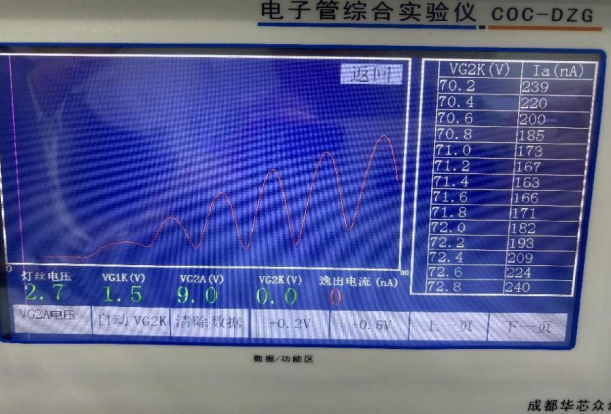 电子管综合实验仪 COC-DZG
返回
VG2K(V) Ia(nA)
70.2 239
70.4 220
70.6 200
70.8 185
71.0 173
71.2 167
71.4 163
71.6 166
71.8 171
72.0 182
72.2 193
72.4 209
72.6 224
72.8 240
0 90
灯丝电压 VG1K(V) VG2A(V) VG2K(V) 逸出电流(nA)
2.7 1.5 9.0 0.0 0
VG2A电压 自动VG2K 清除数据 +0.2V 上一页 下一页
数据/功能区
成都华芯众